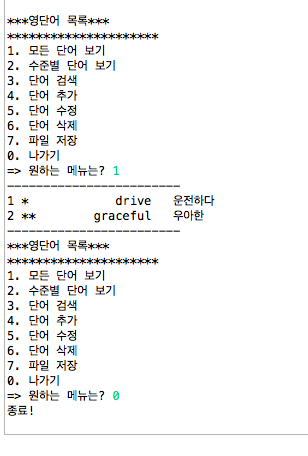 ***영단어 목록***
*********************
1. 모든 단어 보기
2. 수준별 단어 보기
3. 단어 검색
4. 단어 추가
5. 단어 수정
6. 단어 삭제
7. 파일 저장
0. 나가기
=> 원하는 메뉴는? 1
------------------------
1 *            drive   운전하다
2 **        graceful   우아한
------------------------
***영단어 목록***
*********************
1. 모든 단어 보기
2. 수준별 단어 보기
3. 단어 검색
4. 단어 추가
5. 단어 수정
6. 단어 삭제
7. 파일 저장
0. 나가기
=> 원하는 메뉴는? 0
종료!